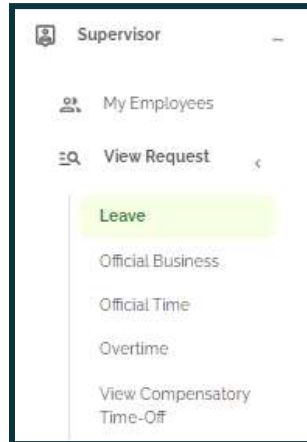 Supervisor
My Employees
View Request
Leave
Official Business
Official Time
Overtime
View Compensatory
Time-Off